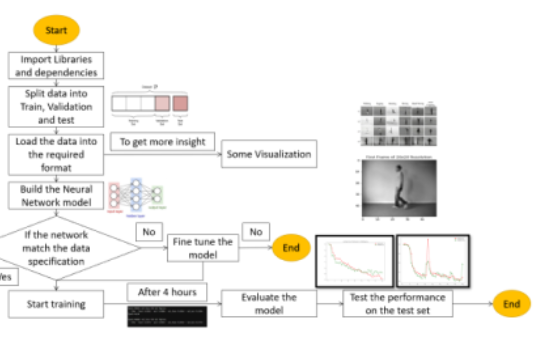 Start
Import Libraries
and dependencies
Split data into
Train, Validation
and test
Load the data into
the required
format
To get more insight
Some Visualization
Build the Neural
Network model
If the network
match the data
specification
No
Fine tune the
model
No
End
Yes
Start training
After 4 hours
Evaluate the
model
Test the performance
on the test set
End